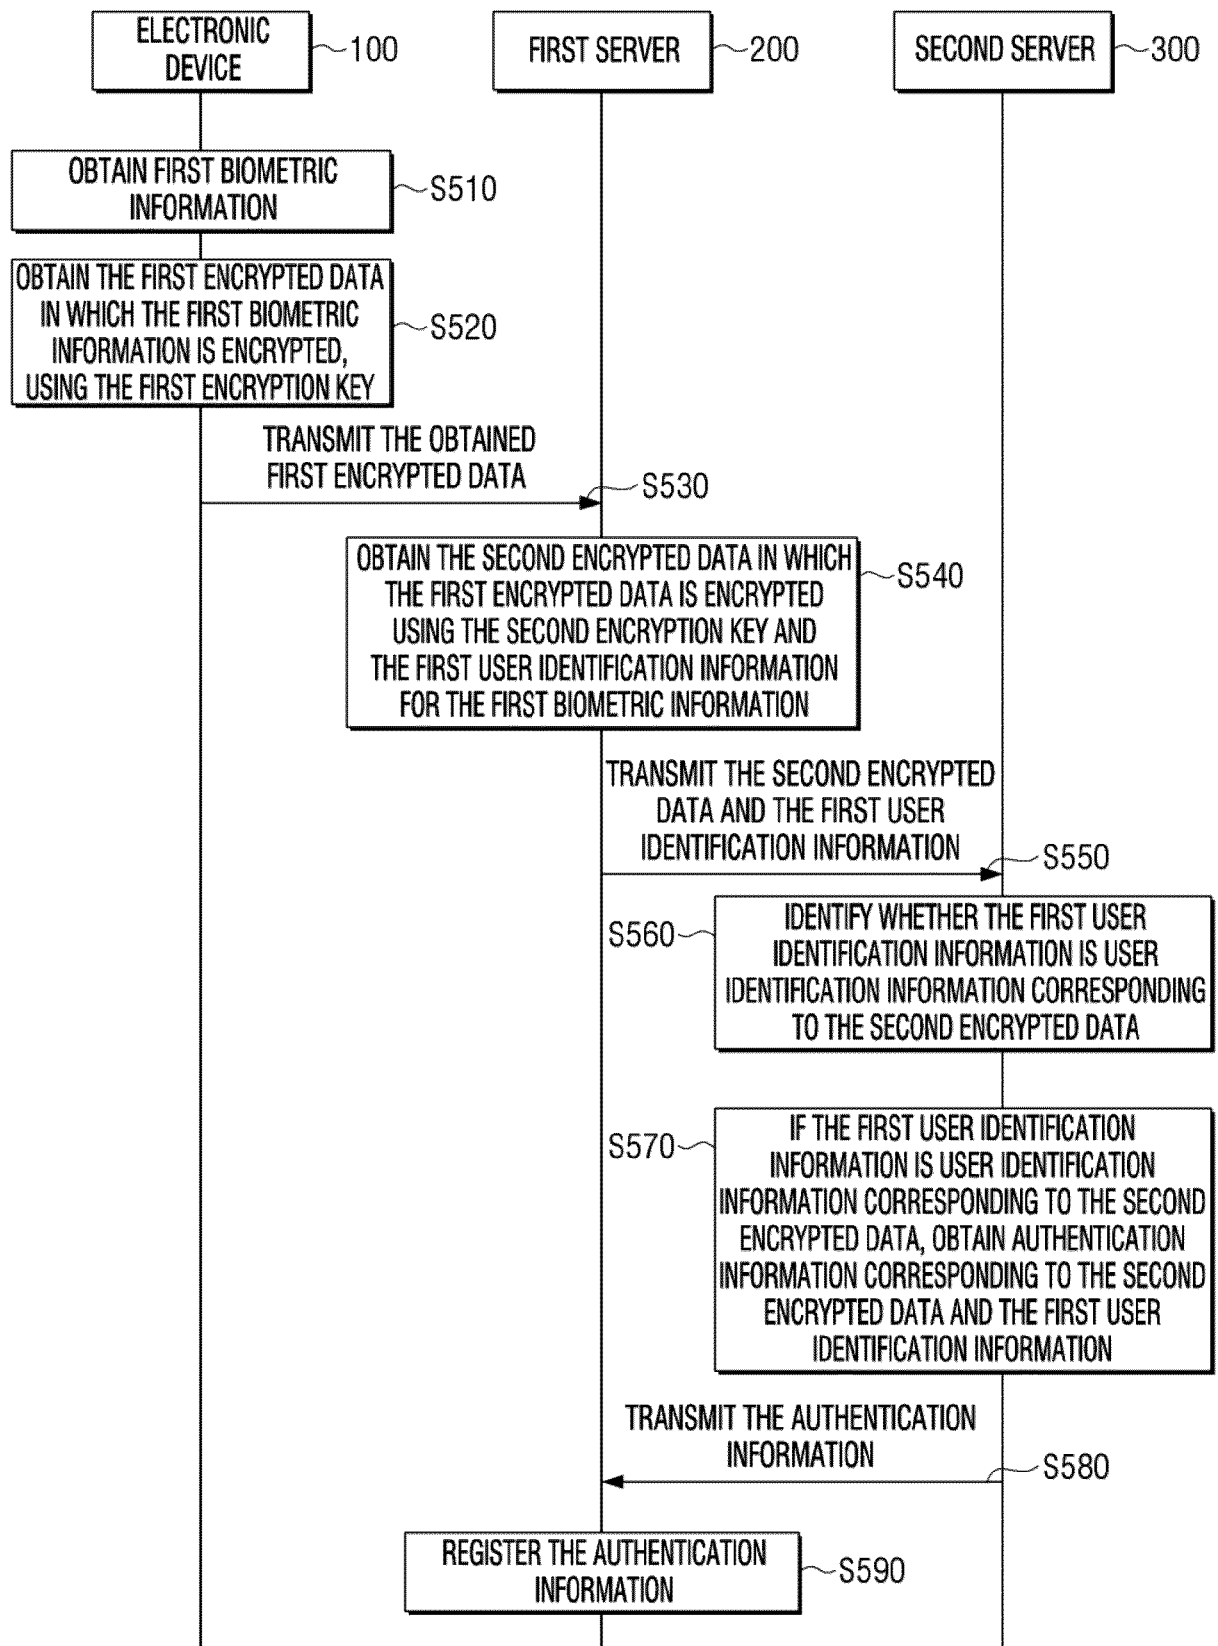 ELECTRONIC
DEVICE
100
FIRST SERVER
200
SECOND SERVER
300
OBTAIN FIRST BIOMETRIC
INFORMATION
S510
OBTAIN THE FIRST ENCRYPTED DATA
IN WHICH THE FIRST BIOMETRIC
INFORMATION IS ENCRYPTED,
USING THE FIRST ENCRYPTION KEY
S520
TRANSMIT THE OBTAINED
FIRST ENCRYPTED DATA
S530
OBTAIN THE SECOND ENCRYPTED DATA IN WHICH
THE FIRST ENCRYPTED DATA IS ENCRYPTED
USING THE SECOND ENCRYPTION KEY AND
THE FIRST USER IDENTIFICATION INFORMATION
FOR THE FIRST BIOMETRIC INFORMATION
S540
TRANSMIT THE SECOND ENCRYPTED
DATA AND THE FIRST USER
IDENTIFICATION INFORMATION
S550
S560
IDENTIFY WHETHER THE FIRST USER
IDENTIFICATION INFORMATION IS USER
IDENTIFICATION INFORMATION CORRESPONDING
TO THE SECOND ENCRYPTED DATA
S570
IF THE FIRST USER IDENTIFICATION
INFORMATION IS USER IDENTIFICATION
INFORMATION CORRESPONDING TO THE SECOND
ENCRYPTED DATA, OBTAIN AUTHENTICATION
INFORMATION CORRESPONDING TO THE SECOND
ENCRYPTED DATA AND THE FIRST USER
IDENTIFICATION INFORMATION
TRANSMIT THE AUTHENTICATION
INFORMATION
S580
REGISTER THE AUTHENTICATION
INFORMATION
S590